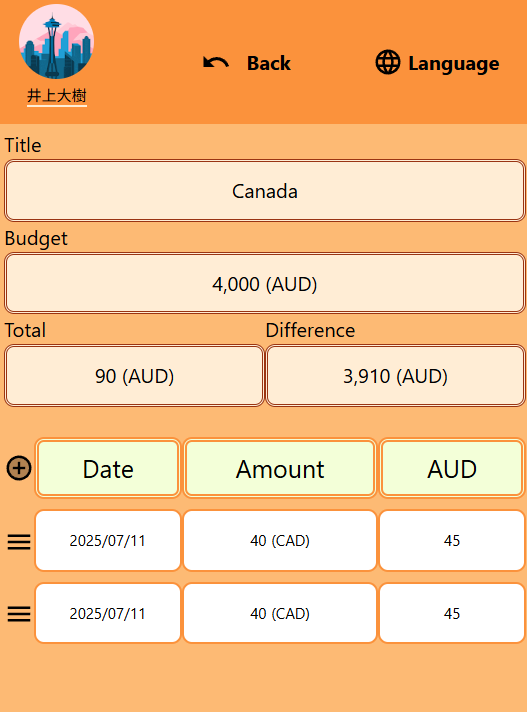 井上大樹
Back
Language
Title
Canada
Budget
4,000 (AUD)
Total Difference
90 (AUD) 3,910 (AUD)
Date Amount AUD
2025/07/11 40 (CAD) 45
2025/07/11 40 (CAD) 45